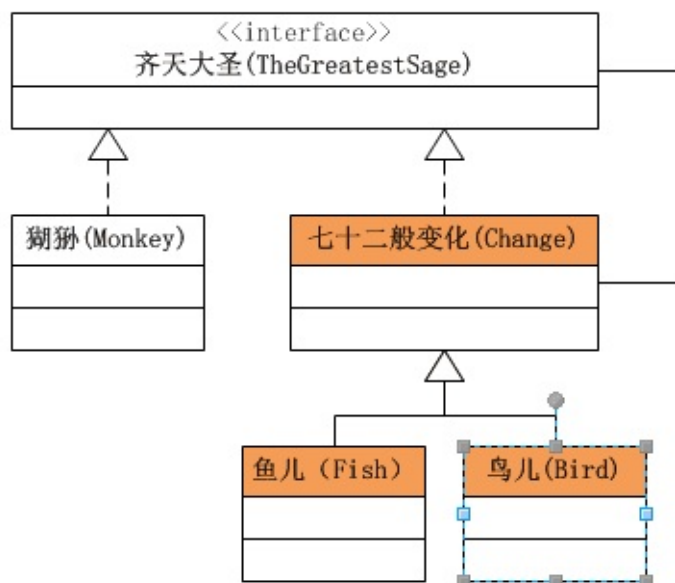 <<interface>>
齐天大圣(TheGreatestSage)
猢狲(Monkey)
七十二般变化(Change)
鱼儿（Fish）
鸟儿(Bird)